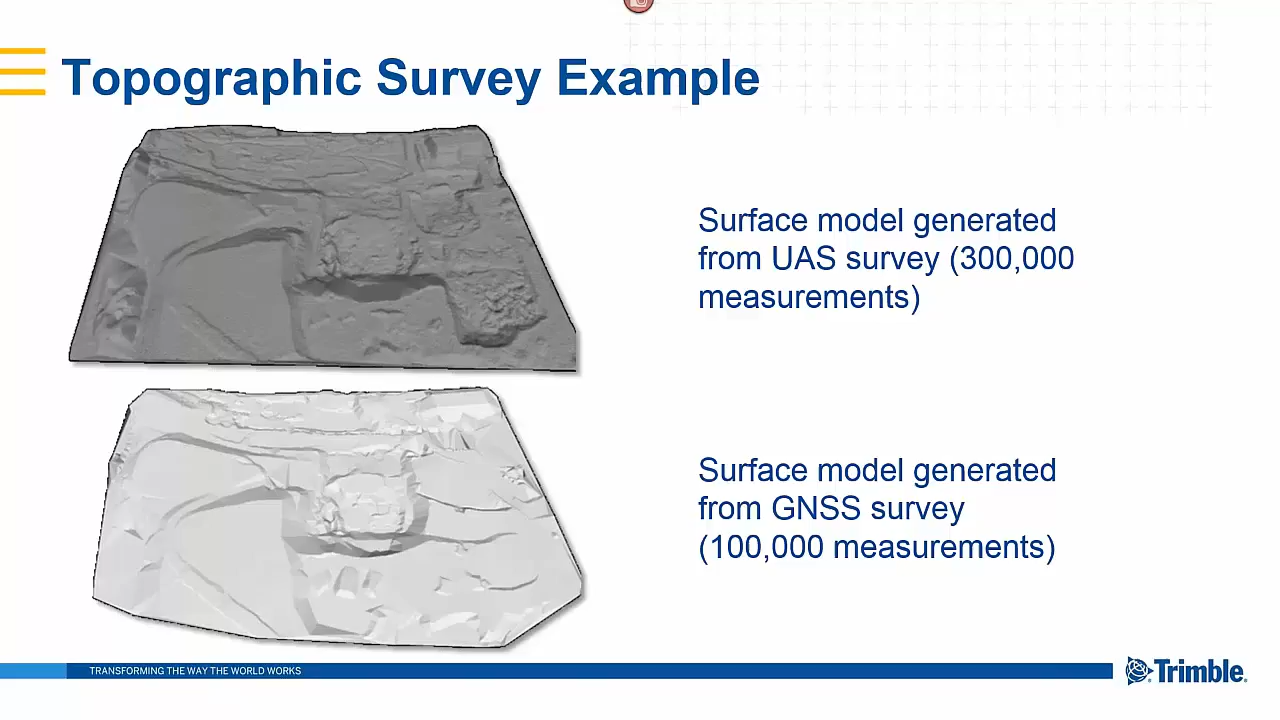 Topographic Survey Example
Surface model generated
from UAS survey (300,000
measurements)
Surface model generated
from GNSS survey
(100,000 measurements)
TRANSFORMING THE WAY THE WORLD WORKS
Trimble